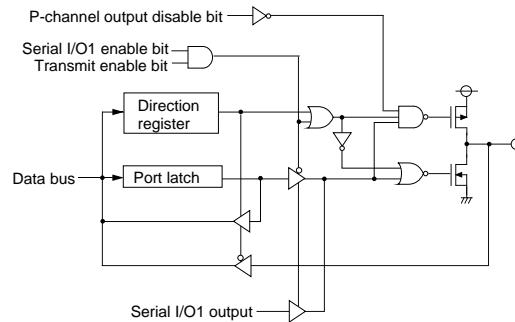 P-channel output disable bit
Serial I/O1 enable bit
Transmit enable bit
Direction
register
Data bus
Port latch
Serial I/O1 output